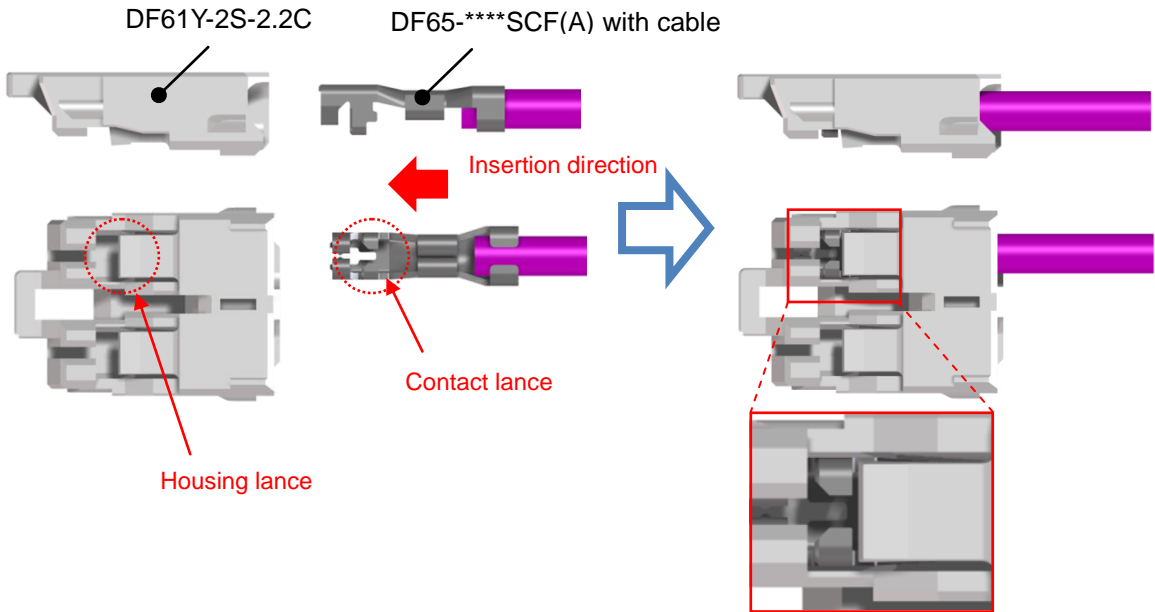 DF61Y-2S-2.2C
DF65-****SCF(A) with cable
Insertion direction
Contact lance
Housing lance